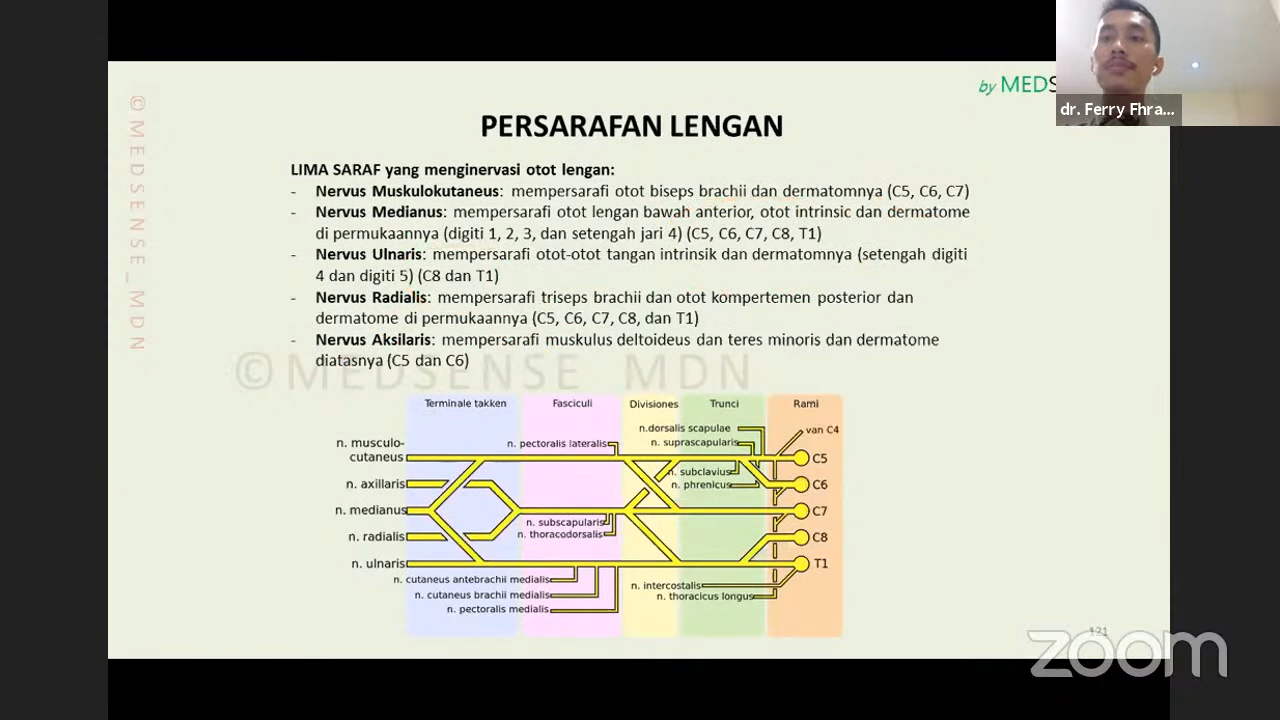 by MEDS
dr. Ferry Fhra...
©MEDSENSE_MDN
PERSARAFAN LENGAN
LIMA SARAF yang menginervasi otot lengan:
- Nervus Muskulokutaneus: mempersarafi otot biseps brachii dan dermatomnya (C5, C6, C7)
- Nervus Medianus: mempersarafi otot lengan bawah anterior, otot intrinsic dan dermatome
di permukaannya (digiti 1, 2, 3, dan setengah jari 4) (C5, C6, C7, C8, T1)
- Nervus Ulnaris: mempersarafi otot-otot tangan intrinsik dan dermatomnya (setengah digiti
4 dan digiti 5) (C8 dan T1)
- Nervus Radialis: mempersarafi triseps brachii dan otot kompertemen posterior dan
dermatome di permukaannya (C5, C6, C7, C8, dan T1)
- Nervus Aksilaris: mempersarafi muskulus deltoideus dan teres minoris dan dermatome
diatasnya (C5 dan C6)
©MEDSENSE_MDN
Terminale takken Fasciculi Divisiones Trunci Rami
n.dorsalis scapulae van C4
n. musculo- n. pectoralis lateralis n. suprascapularis
cutaneus C5
n. subclavius
n. axillaris n. phrenicus C6
n. medianus C7
n. subscapularis
n. thoracodorsalis
n. radialis C8
n. ulnaris T1
n. cutaneus antebrachii medialis n. intercostalis
n. cutaneus brachii medialis n. thoracicus longus
n. pectoralis medialis
121
zoom